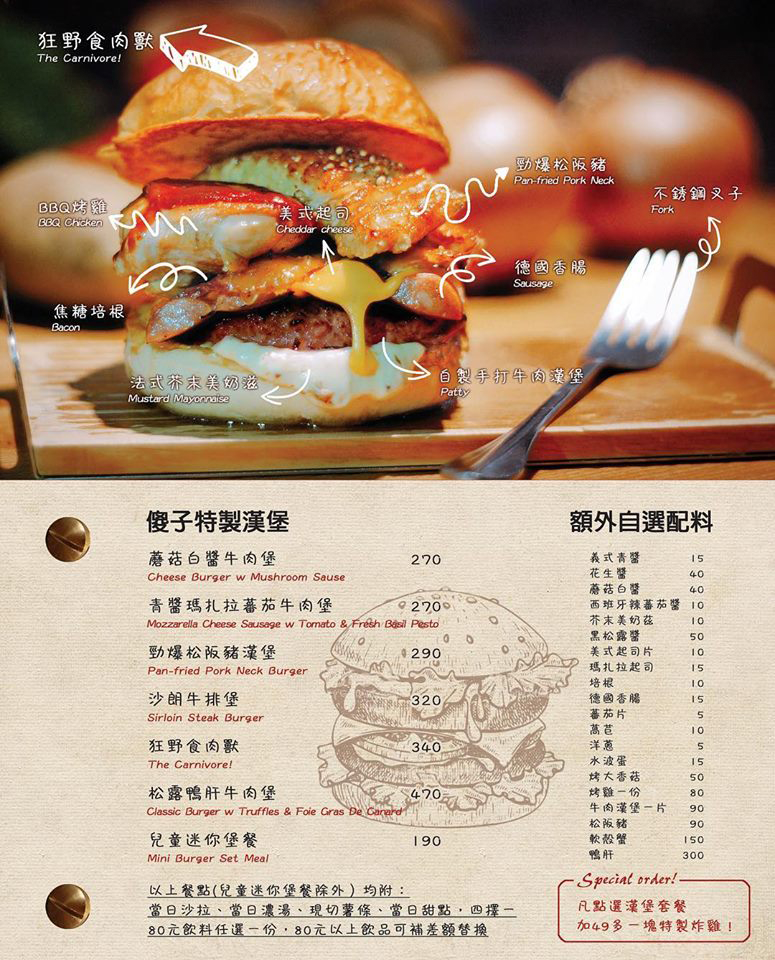 狂野食肉獸
The Carnivore!
勁爆松阪豬
Pan-fried Pork Neck
不銹鋼叉子
Fork
BBQ烤雞
BBQ Chicken
美式起司
Cheddar cheese
德國香腸
Sausage
焦糖培根
Bacon
法式芥末美奶滋
Mustard Mayonnaise
自製手打牛肉漢堡
Patty
傻子特製漢堡
蘑菇白醬牛肉堡 270
Cheese Burger w Mushroom Sause
青醬瑪扎拉蕃茄牛肉堡 270
Mozzarella Cheese Sausage w Tomato & Fresh Basil Pesto
勁爆松阪豬漢堡 290
Pan-fried Pork Neck Burger
沙朗牛排堡 320
Sirloin Steak Burger
狂野食肉獸 340
The Carnivore!
松露鴨肝牛肉堡 470
Classic Burger w Truffles & Foie Gras De Canard
兒童迷你堡餐 190
Mini Burger Set Meal
以上餐點(兒童迷你堡餐除外)均附：
當日沙拉、當日濃湯、現切薯條、當日甜點，四擇一
80元飲料任選一份，80元以上飲品可補差額替換
額外自選配料
義式青醬 15
花生醬 40
蘑菇白醬 40
西班牙辣蕃茄醬 10
芥末美奶茲 10
黑松露醬 50
美式起司片 10
瑪扎拉起司 15
培根 10
德國香腸 15
蕃茄片 5
萵苣 10
洋蔥 5
水波蛋 15
烤大香菇 50
烤雞一份 80
牛肉漢堡一片 90
松阪豬 90
軟殼蟹 150
鴨肝 300
Special order!
凡點選漢堡套餐
加49多一塊特製炸雞！